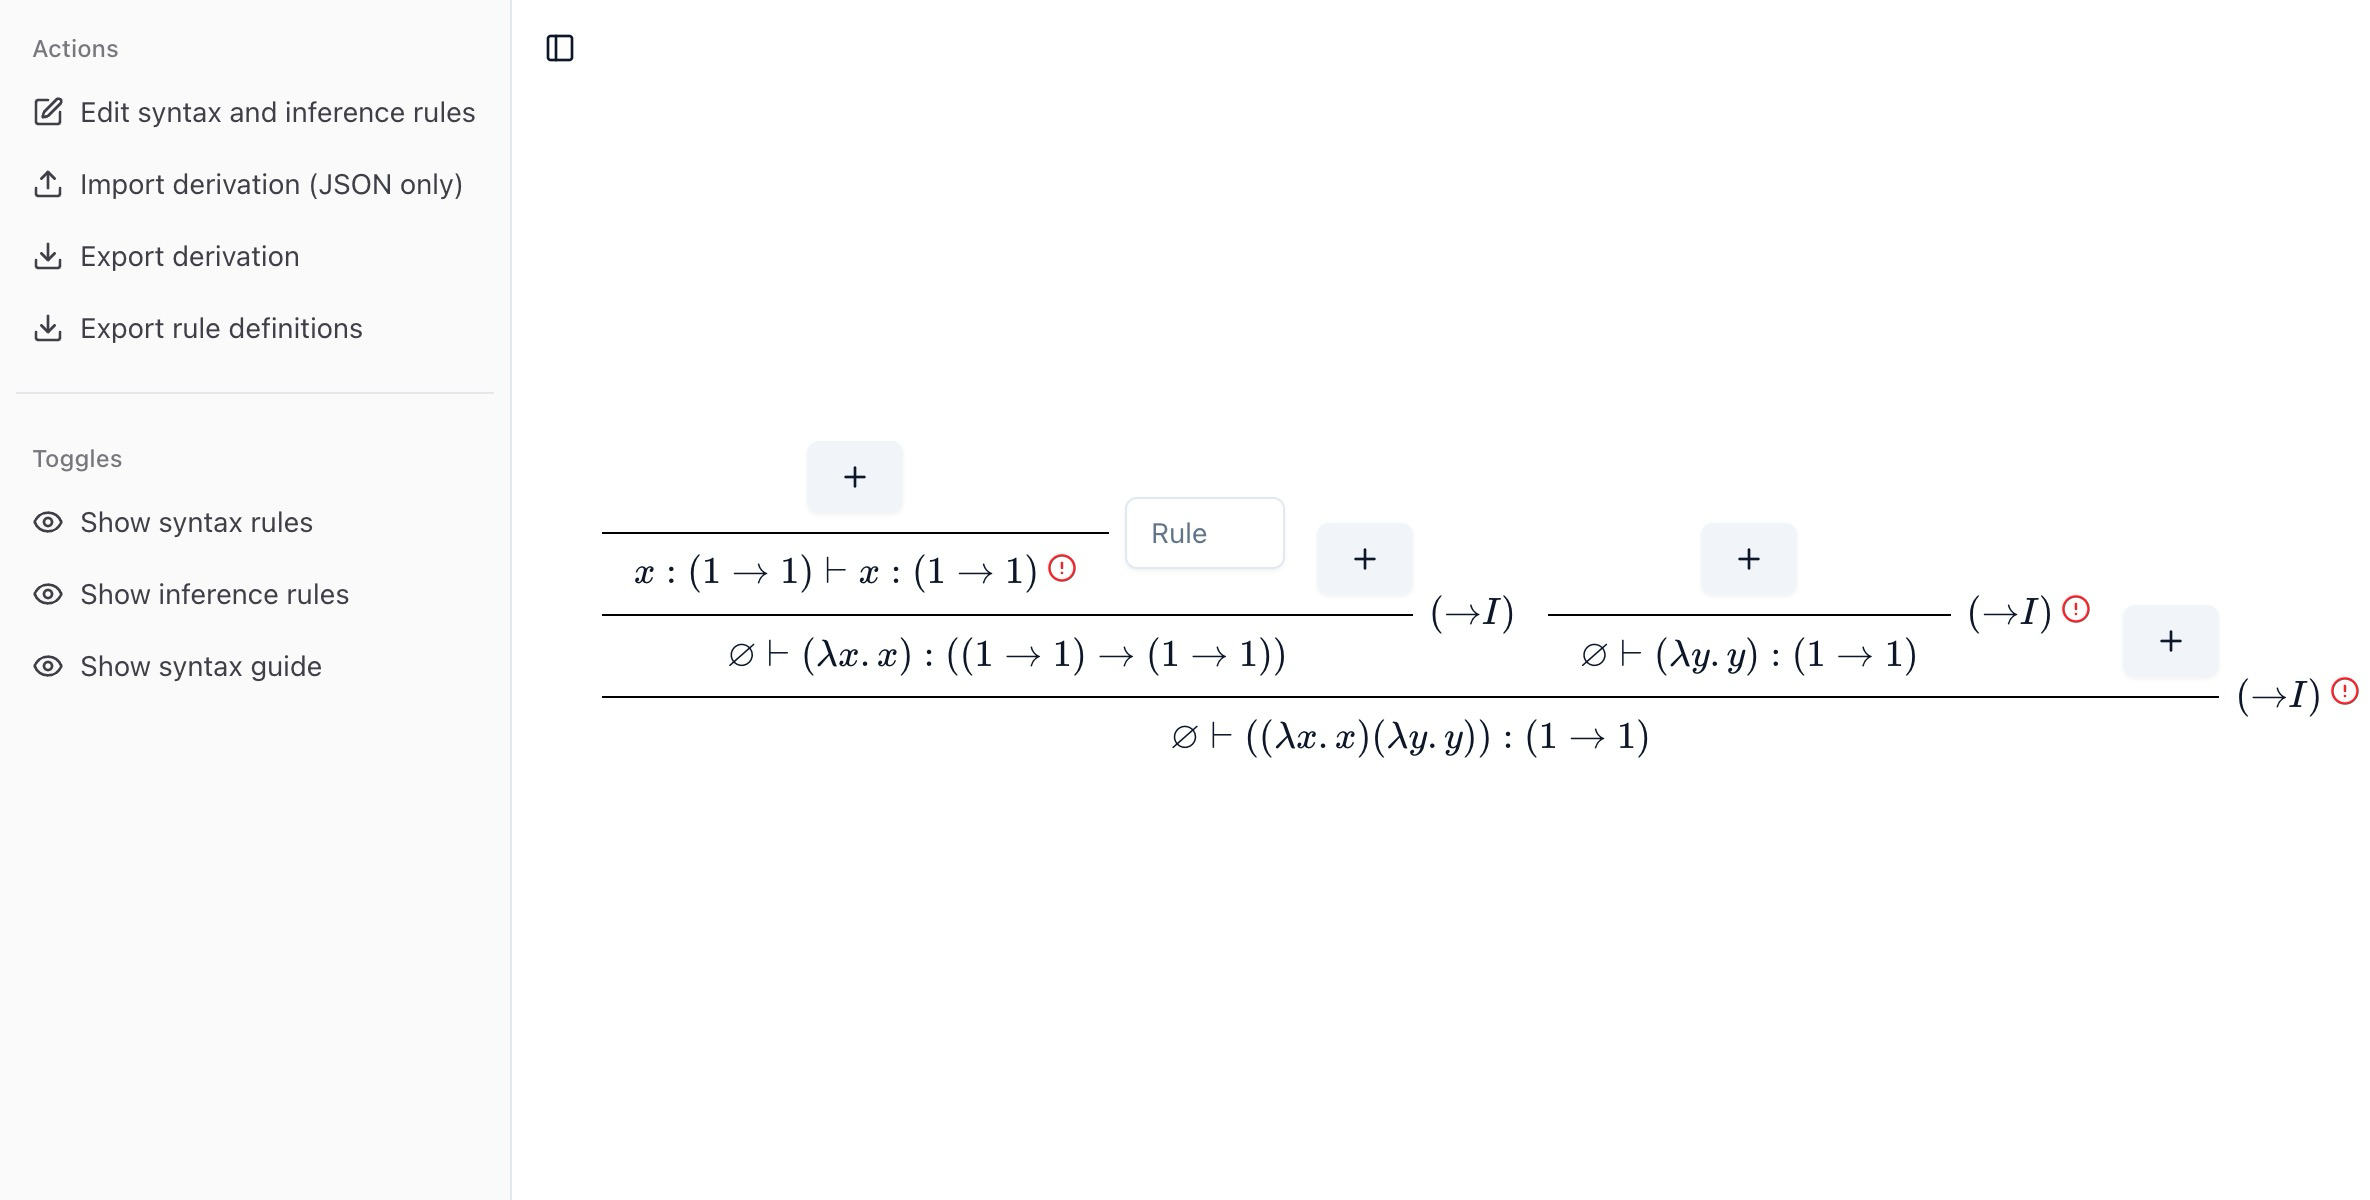 Actions
Edit syntax and inference rules
Import derivation (JSON only)
Export derivation
Export rule definitions
Toggles
Show syntax rules
Show inference rules
Show syntax guide
+
Rule
x : (1 → 1) ⊢ x : (1 → 1)
+
+
(→I)
(→I)
∅ ⊢ (λx. x) : ((1 → 1) → (1 → 1))
∅ ⊢ (λy. y) : (1 → 1)
+
(→I)
∅ ⊢ ((λx. x)(λy. y)) : (1 → 1)